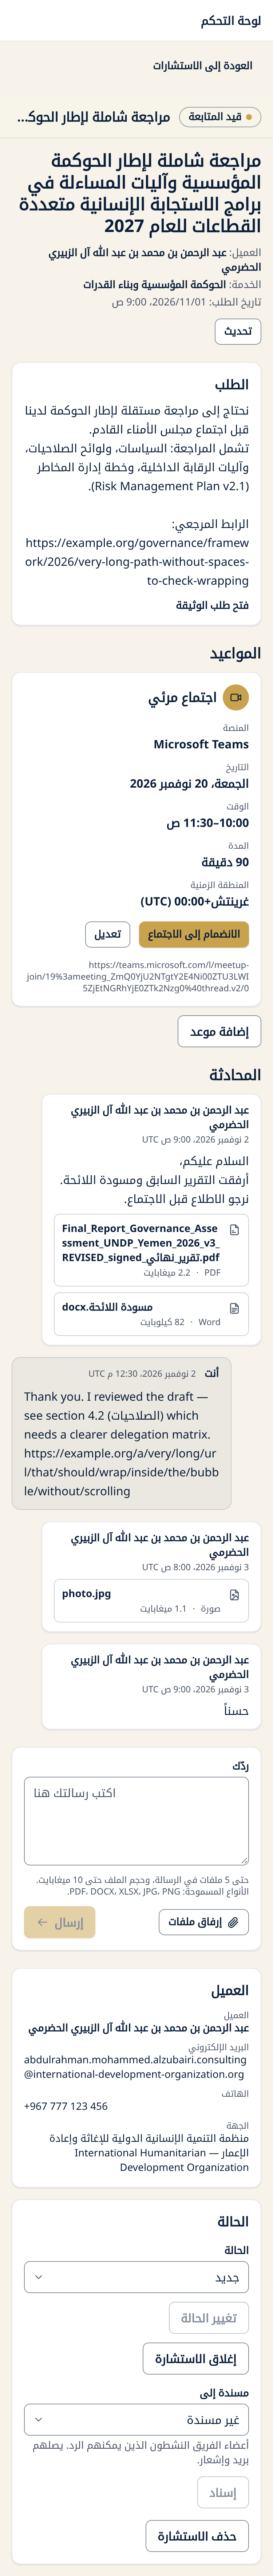 لوحة التحكم
العودة إلى الاستشارات
قيد المتابعة
مراجعة شاملة لإطار الحوك...
مراجعة شاملة لإطار الحوكمة
المؤسسية وآليات المساءلة في
برامج الاستجابة الإنسانية متعددة
القطاعات للعام 2027
العميل: عبد الرحمن بن محمد بن عبد الله آل الزبيري
الحضرمي
الخدمة: الحوكمة المؤسسية وبناء القدرات
تاريخ الطلب: 2026/11/01، 9:00 ص
تحديث
الطلب
نحتاج إلى مراجعة مستقلة لإطار الحوكمة لدينا
قبل اجتماع مجلس الأمناء القادم.
تشمل المراجعة: السياسات، ولوائح الصلاحيات،
وآليات الرقابة الداخلية، وخطة إدارة المخاطر
(Risk Management Plan v2.1).
الرابط المرجعي:
https://example.org/governance/framew
ork/2026/very-long-path-without-spaces-
to-check-wrapping
فتح طلب الوثيقة
المواعيد
اجتماع مرئي
المنصة
Microsoft Teams
التاريخ
الجمعة، 20 نوفمبر 2026
الوقت
10:00–11:30 ص
المدة
90 دقيقة
المنطقة الزمنية
غرينتش+00:00 (UTC)
الانضمام إلى الاجتماع
تعديل
https://teams.microsoft.com/l/meetup-
join/19%3ameeting_ZmQ0YjU2NTgtY2E4Ni00ZTU3LWI
5ZjEtNGRhYjE0ZTk2Nzg0%40thread.v2/0
إضافة موعد
المحادثة
عبد الرحمن بن محمد بن عبد الله آل الزبيري
الحضرمي
2 نوفمبر 2026، 9:00 ص UTC
السلام عليكم،
أرفقت التقرير السابق ومسودة اللائحة.
نرجو الاطلاع قبل الاجتماع.
Final_Report_Governance_Asse
ssment_UNDP_Yemen_2026_v3_
REVISED_signed_تقرير_نهائي.pdf
PDF · 2.2 ميغابايت
مسودة اللائحة.docx
Word · 82 كيلوبايت
أنت
2 نوفمبر 2026، 12:30 م UTC
Thank you. I reviewed the draft —
see section 4.2 (الصلاحيات) which
needs a clearer delegation matrix.
https://example.org/a/very/long/ur
l/that/should/wrap/inside/the/bubb
le/without/scrolling
عبد الرحمن بن محمد بن عبد الله آل الزبيري
الحضرمي
3 نوفمبر 2026، 8:00 ص UTC
photo.jpg
صورة · 1.1 ميغابايت
عبد الرحمن بن محمد بن عبد الله آل الزبيري
الحضرمي
3 نوفمبر 2026، 9:00 ص UTC
حسناً
ردّك
اكتب رسالتك هنا
حتى 5 ملفات في الرسالة، وحجم الملف حتى 10 ميغابايت.
الأنواع المسموحة: PDF، DOCX، XLSX، JPG، PNG.
إرفاق ملفات
إرسال
العميل
العميل
عبد الرحمن بن محمد بن عبد الله آل الزبيري الحضرمي
البريد الإلكتروني
abdulrahman.mohammed.alzubairi.consulting
@international-development-organization.org
الهاتف
+967 777 123 456
الجهة
منظمة التنمية الإنسانية الدولية للإغاثة وإعادة
الإعمار — International Humanitarian
Development Organization
الحالة
الحالة
جديد
تغيير الحالة
إغلاق الاستشارة
مسندة إلى
غير مسندة
أعضاء الفريق النشطون الذين يمكنهم الرد. يصلهم
بريد وإشعار.
إسناد
حذف الاستشارة